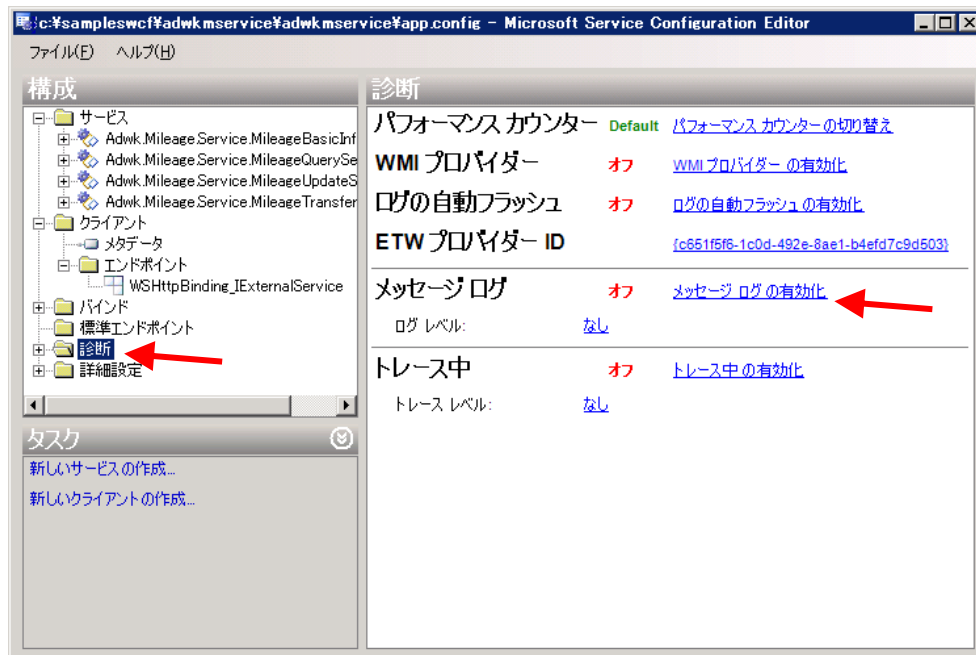 c:¥sampleswcf¥adwkmservice¥adwkmservice¥app.config - Microsoft Service Configuration Editor
ファイル(F) ヘルプ(H)
構成
サービス
Adwk.Mileage.Service.MileageBasicInf
Adwk.Mileage.Service.MileageQuerySe
Adwk.Mileage.Service.MileageUpdateS
Adwk.Mileage.Service.MileageTransfer
クライアント
メタデータ
エンドポイント
WSHttpBinding_IExternalService
バインド
標準エンドポイント
診断
詳細設定
タスク
新しいサービスの作成...
新しいクライアントの作成...
診断
パフォーマンス カウンター Default パフォーマンス カウンターの切り替え
WMI プロバイダー オフ WMI プロバイダー の有効化
ログの自動フラッシュ オフ ログの自動フラッシュ の有効化
ETW プロバイダー ID {c651f5f6-1c0d-492e-8ae1-b4efd7c9d503}
メッセージ ログ オフ メッセージ ログ の有効化
ログ レベル: なし
トレース中 オフ トレース中 の有効化
トレース レベル: なし